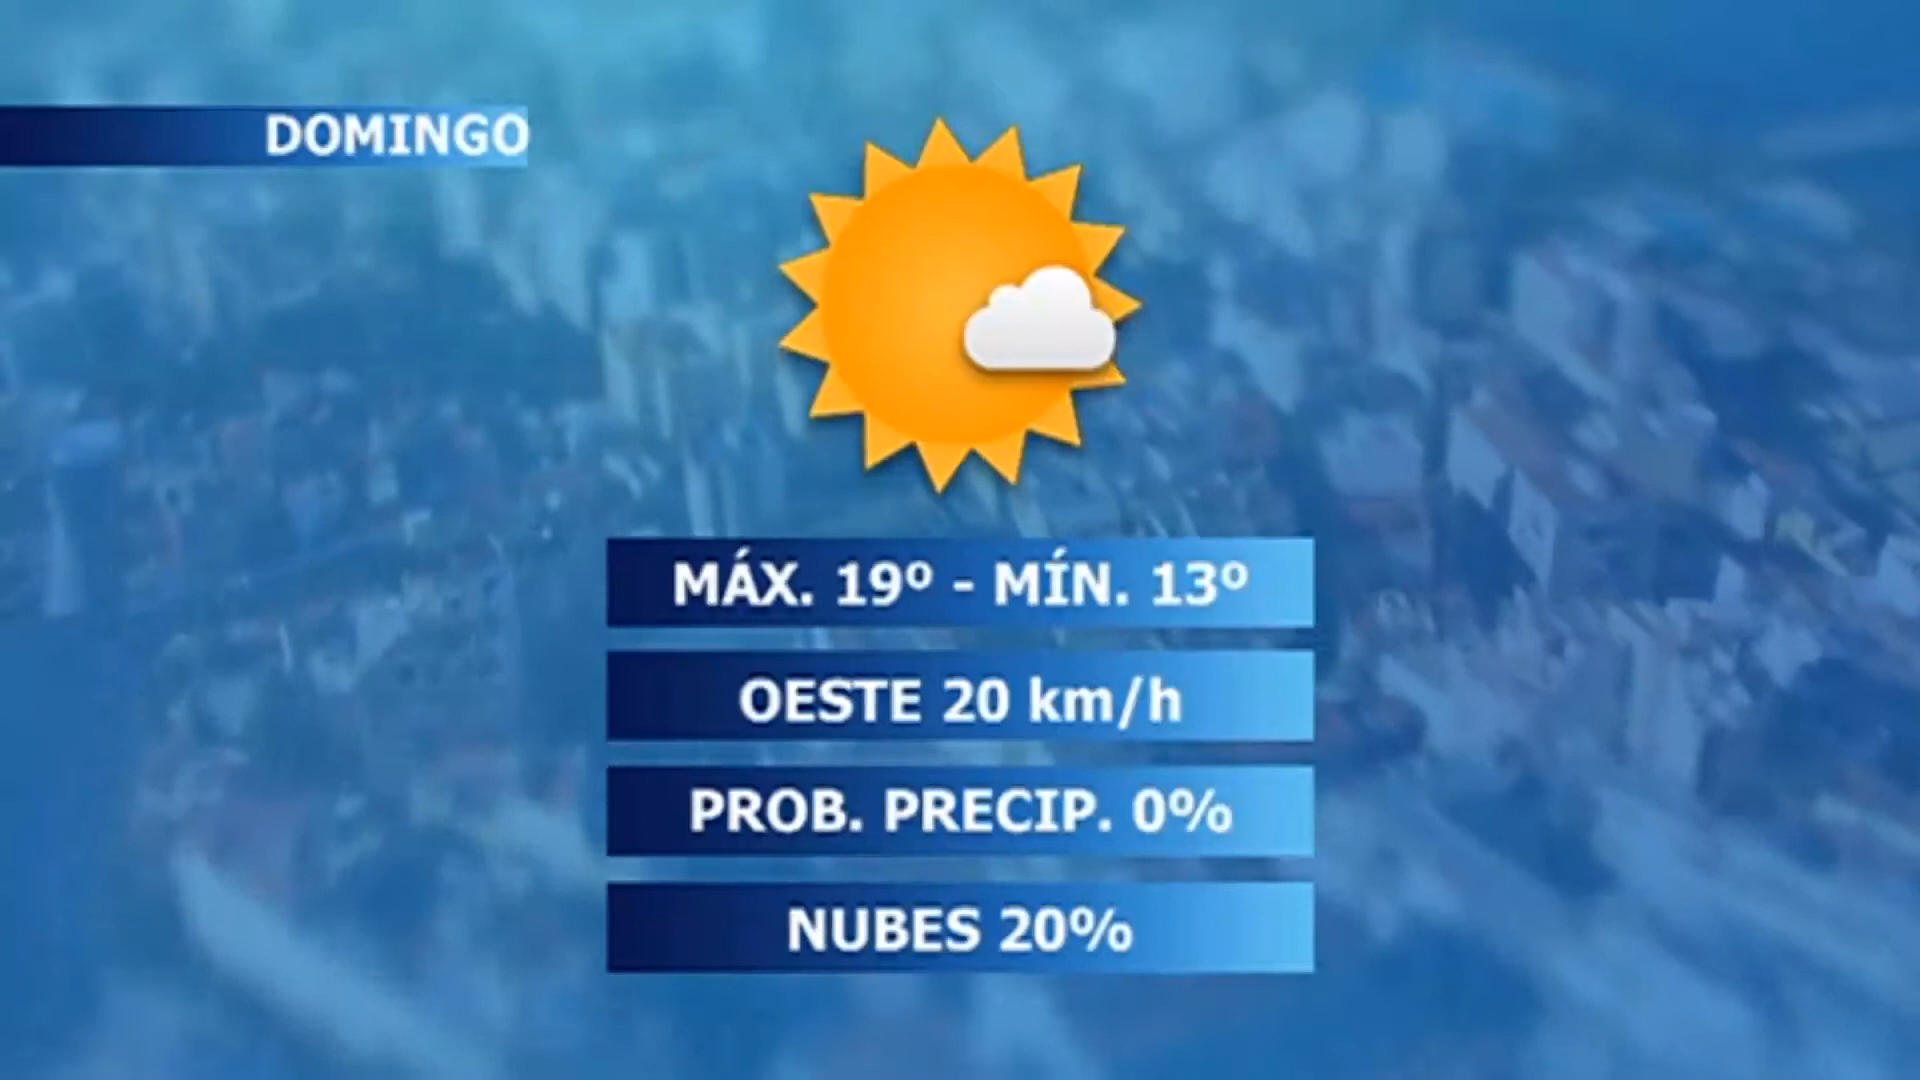 DOMINGO
MÁX. 19º - MÍN. 13º
OESTE 20 km/h
PROB. PRECIP. 0%
NUBES 20%